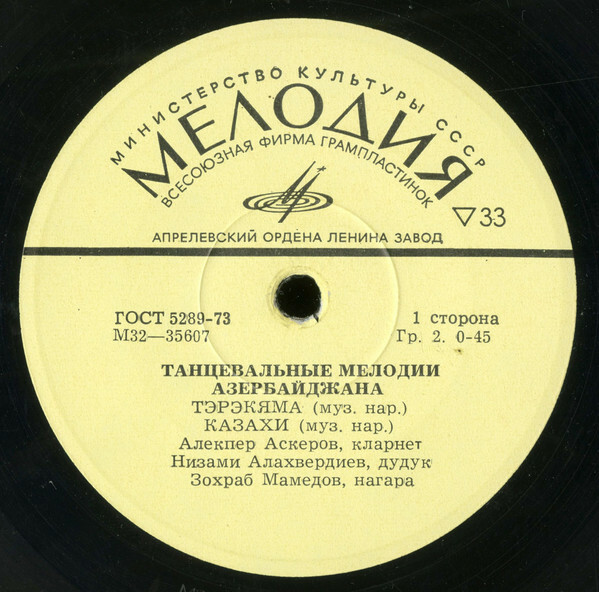 МИНИСТЕРСТВО КУЛЬТУРЫ СССР
МЕЛОДИЯ
ВСЕСОЮЗНАЯ ФИРМА ГРАМПЛАСТИНОК
▽33
АПРЕЛЕВСКИЙ ОРДЕНА ЛЕНИНА ЗАВОД
ГОСТ 5289-73 1 сторона
М32—35607 Гр. 2. 0-45
ТАНЦЕВАЛЬНЫЕ МЕЛОДИИ
АЗЕРБАЙДЖАНА
ТЭРЭКЯМА (муз. нар.)
КАЗАХИ (муз. нар.)
Алекпер Аскеров, кларнет
Низами Алахвердиев, дудук
Зохраб Мамедов, нагара